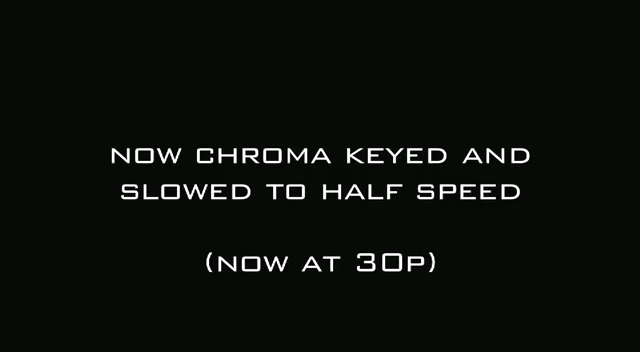 NOW CHROMA KEYED AND
SLOWED TO HALF SPEED
(NOW AT 30P)